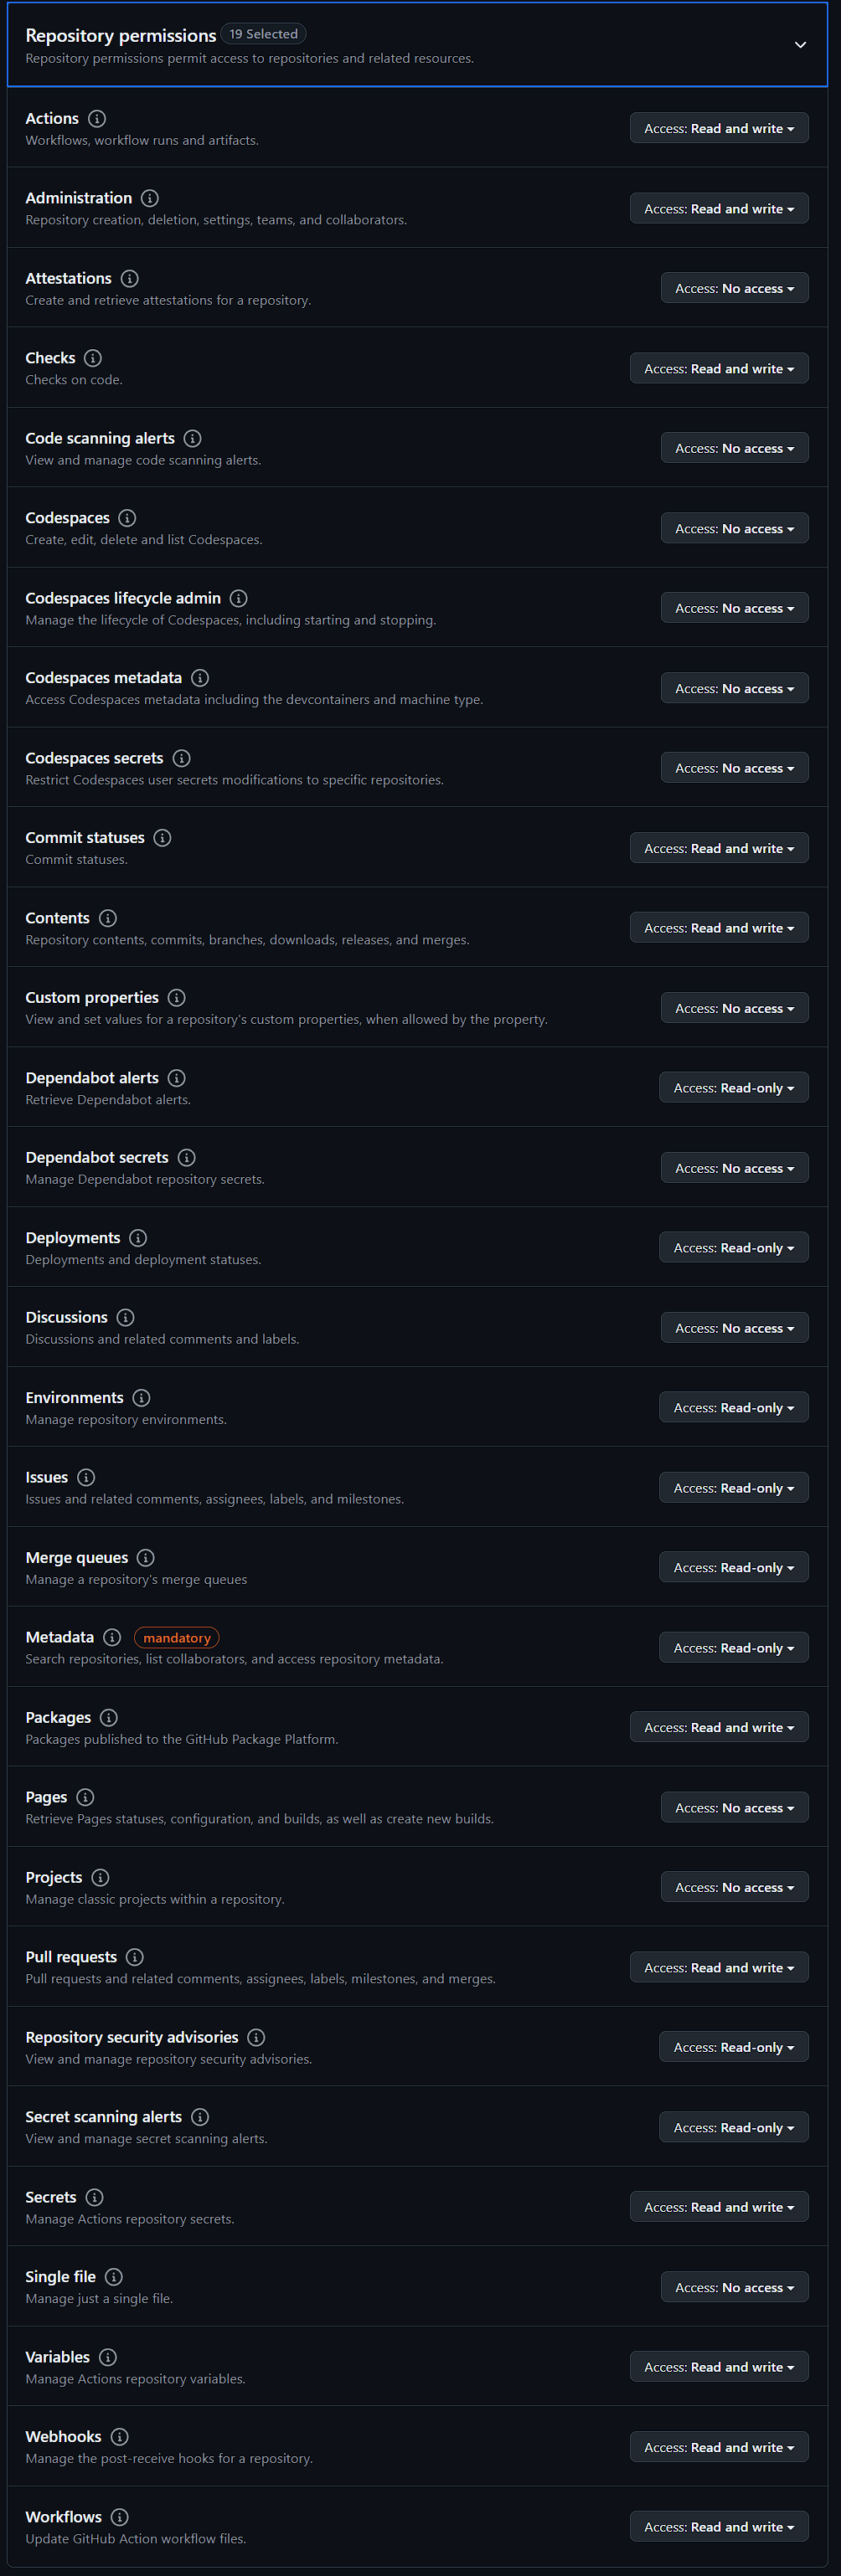 Repository permissions 19 Selected
Repository permissions permit access to repositories and related resources.
Actions
Workflows, workflow runs and artifacts.
Access: Read and write
Administration
Repository creation, deletion, settings, teams, and collaborators.
Access: Read and write
Attestations
Create and retrieve attestations for a repository.
Access: No access
Checks
Checks on code.
Access: Read and write
Code scanning alerts
View and manage code scanning alerts.
Access: No access
Codespaces
Create, edit, delete and list Codespaces.
Access: No access
Codespaces lifecycle admin
Manage the lifecycle of Codespaces, including starting and stopping.
Access: No access
Codespaces metadata
Access Codespaces metadata including the devcontainers and machine type.
Access: No access
Codespaces secrets
Restrict Codespaces user secrets modifications to specific repositories.
Access: No access
Commit statuses
Commit statuses.
Access: Read and write
Contents
Repository contents, commits, branches, downloads, releases, and merges.
Access: Read and write
Custom properties
View and set values for a repository's custom properties, when allowed by the property.
Access: No access
Dependabot alerts
Retrieve Dependabot alerts.
Access: Read-only
Dependabot secrets
Manage Dependabot repository secrets.
Access: No access
Deployments
Deployments and deployment statuses.
Access: Read-only
Discussions
Discussions and related comments and labels.
Access: No access
Environments
Manage repository environments.
Access: Read-only
Issues
Issues and related comments, assignees, labels, and milestones.
Access: Read-only
Merge queues
Manage a repository's merge queues
Access: Read-only
Metadata mandatory
Search repositories, list collaborators, and access repository metadata.
Access: Read-only
Packages
Packages published to the GitHub Package Platform.
Access: Read and write
Pages
Retrieve Pages statuses, configuration, and builds, as well as create new builds.
Access: No access
Projects
Manage classic projects within a repository.
Access: No access
Pull requests
Pull requests and related comments, assignees, labels, milestones, and merges.
Access: Read and write
Repository security advisories
View and manage repository security advisories.
Access: Read-only
Secret scanning alerts
View and manage secret scanning alerts.
Access: Read-only
Secrets
Manage Actions repository secrets.
Access: Read and write
Single file
Manage just a single file.
Access: No access
Variables
Manage Actions repository variables.
Access: Read and write
Webhooks
Manage the post-receive hooks for a repository.
Access: Read and write
Workflows
Update GitHub Action workflow files.
Access: Read and write